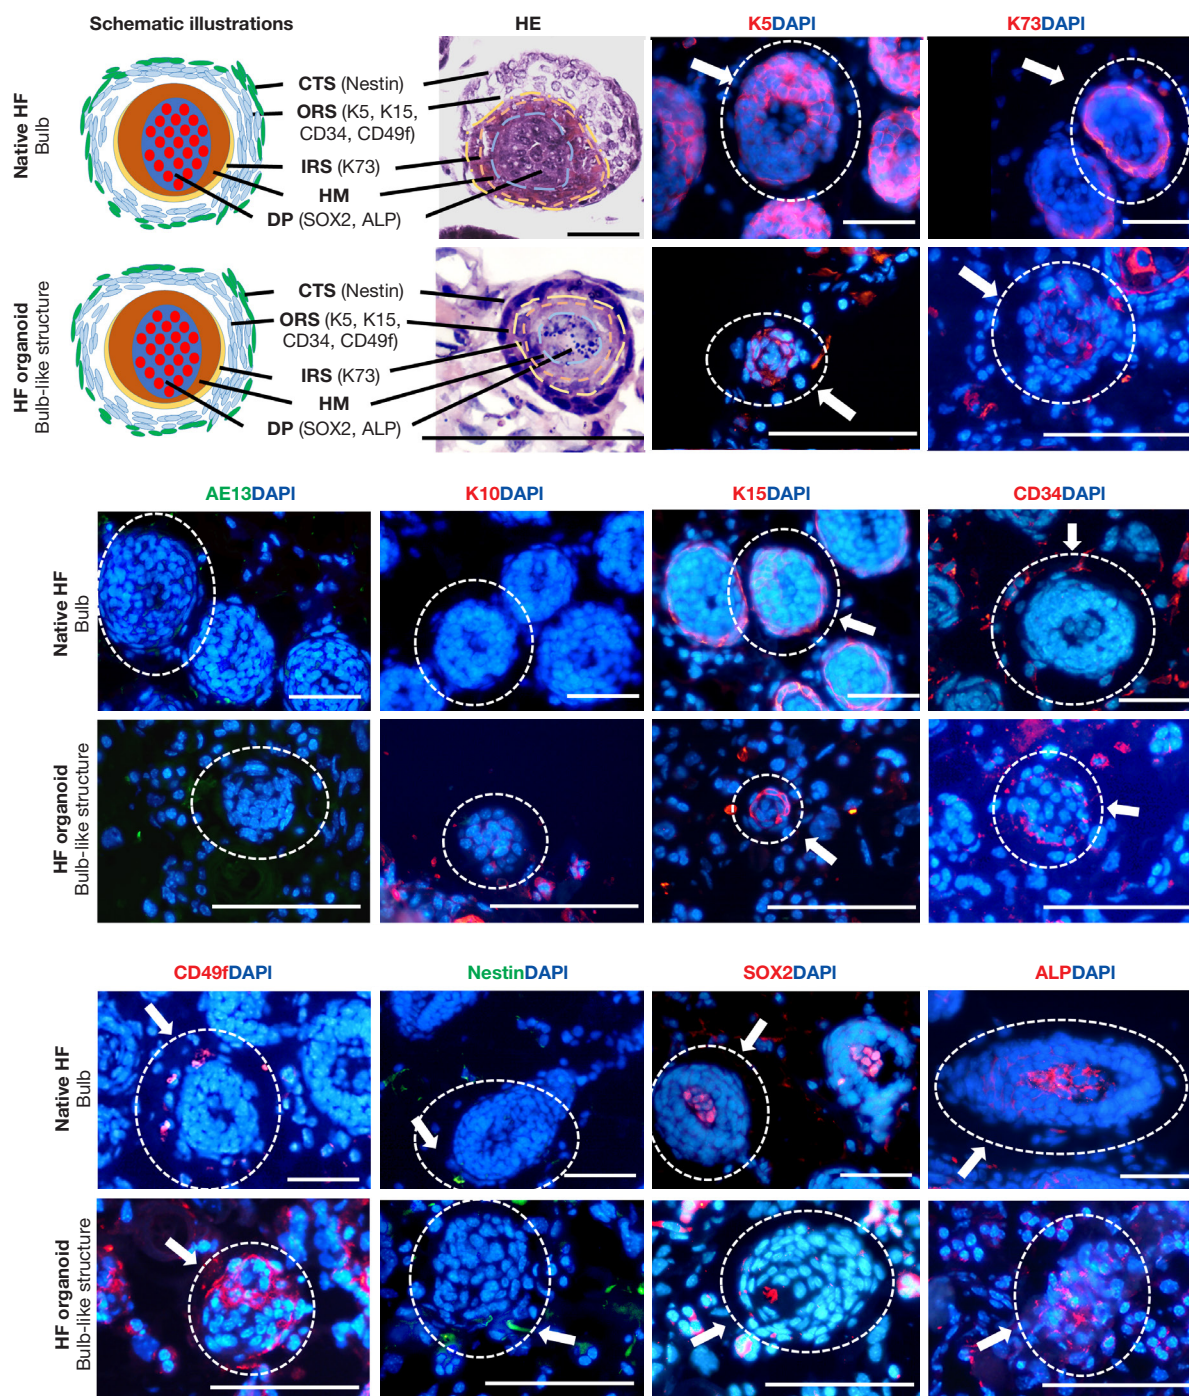 Schematic illustrations
HE
K5DAPI
K73DAPI
Native HF
Bulb
CTS (Nestin)
ORS (K5, K15,
CD34, CD49f)
IRS (K73)
HM
DP (SOX2, ALP)
HF organoid
Bulb-like structure
CTS (Nestin)
ORS (K5, K15,
CD34, CD49f)
IRS (K73)
HM
DP (SOX2, ALP)
AE13DAPI
K10DAPI
K15DAPI
CD34DAPI
Native HF
Bulb
HF organoid
Bulb-like structure
CD49fDAPI
NestinDAPI
SOX2DAPI
ALPDAPI
Native HF
Bulb
HF organoid
Bulb-like structure